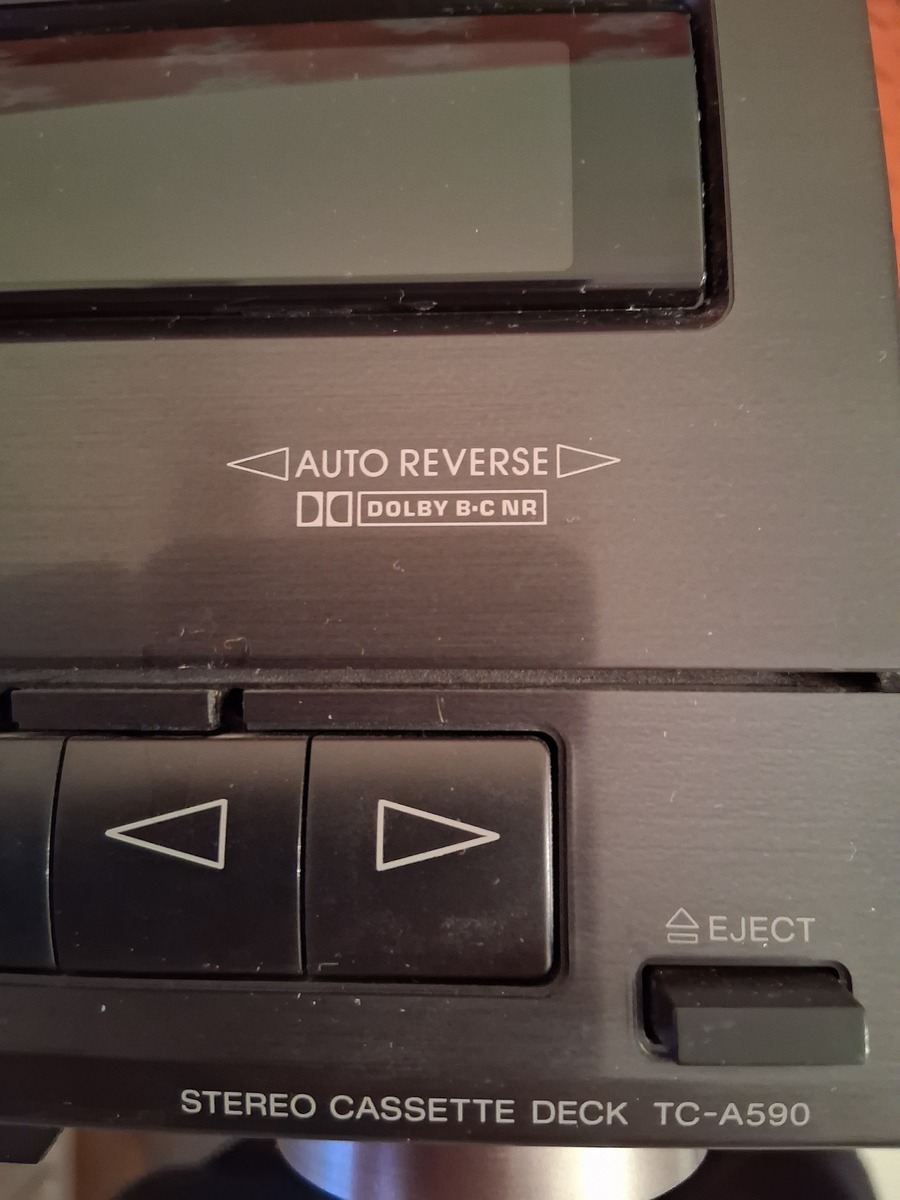 AUTO REVERSE
DOLBY B·C NR
EJECT
STEREO CASSETTE DECK TC-A590